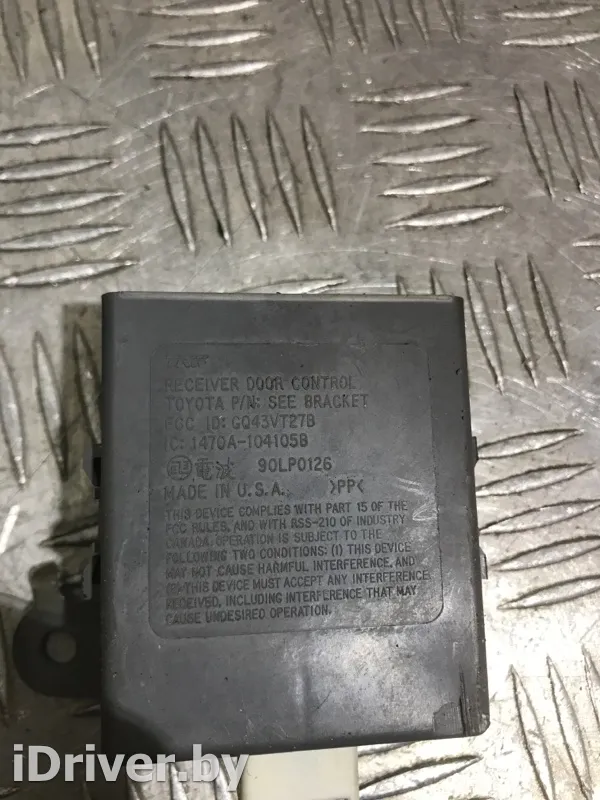 RECEIVER DOOR CONTROL
TOYOTA P/N: SEE BRACKET
FCC ID: GQ43VT27B
IC: 1470A-104105B
電波 90LP0126
MADE IN U.S.A. >PP<
THIS DEVICE COMPLIES WITH PART 15 OF THE
FCC RULES, AND WITH RSS-210 OF INDUSTRY
CANADA. OPERATION IS SUBJECT TO THE
FOLLOWING TWO CONDITIONS: (1) THIS DEVICE
MAY NOT CAUSE HARMFUL INTERFERENCE, AND
(2) THIS DEVICE MUST ACCEPT ANY INTERFERENCE
RECEIVED, INCLUDING INTERFERENCE THAT MAY
CAUSE UNDESIRED OPERATION.
iDriver.by